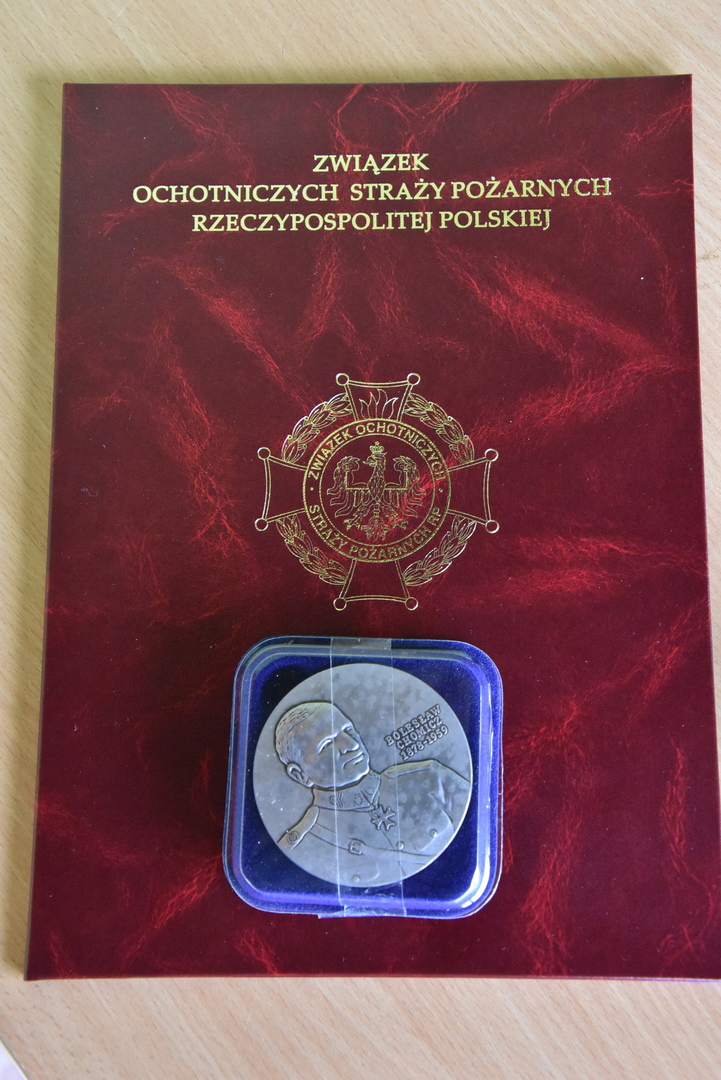 ZWIĄZEK
OCHOTNICZYCH STRAŻY POŻARNYCH
RZECZYPOSPOLITEJ POLSKIEJ
ZWIĄZEK OCHOTNICZYCH
STRAŻY POŻARNYCH RP
BOLESŁAW
CHOMICZ
1878-1959